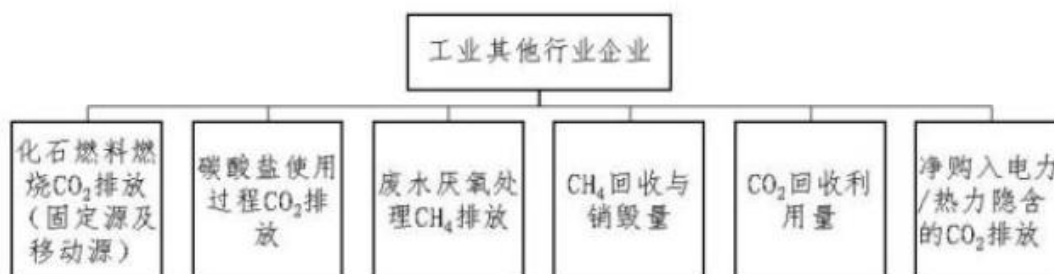 工业其他行业企业
化石燃料燃
烧CO₂排放
（固定源及
移动源）
碳酸盐使用
过程CO₂排
放
废水厌氧处
理CH₄排放
CH₄回收与
销毁量
CO₂回收利
用量
净购入电力
/热力隐含
的CO₂排放